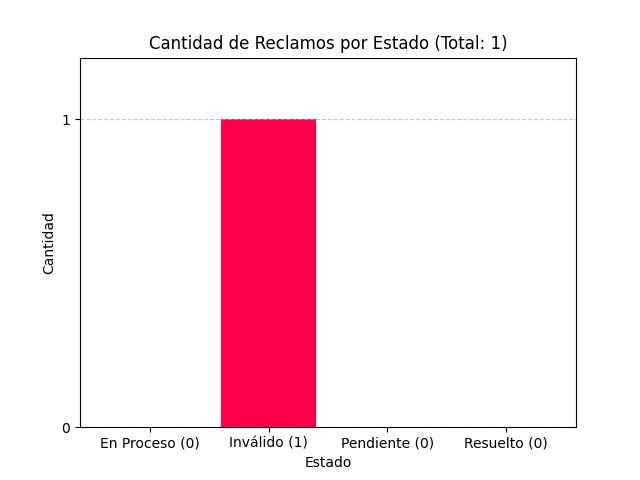 Cantidad de Reclamos por Estado (Total: 1)
1
Cantidad
0
En Proceso (0) Inválido (1) Pendiente (0) Resuelto (0)
Estado